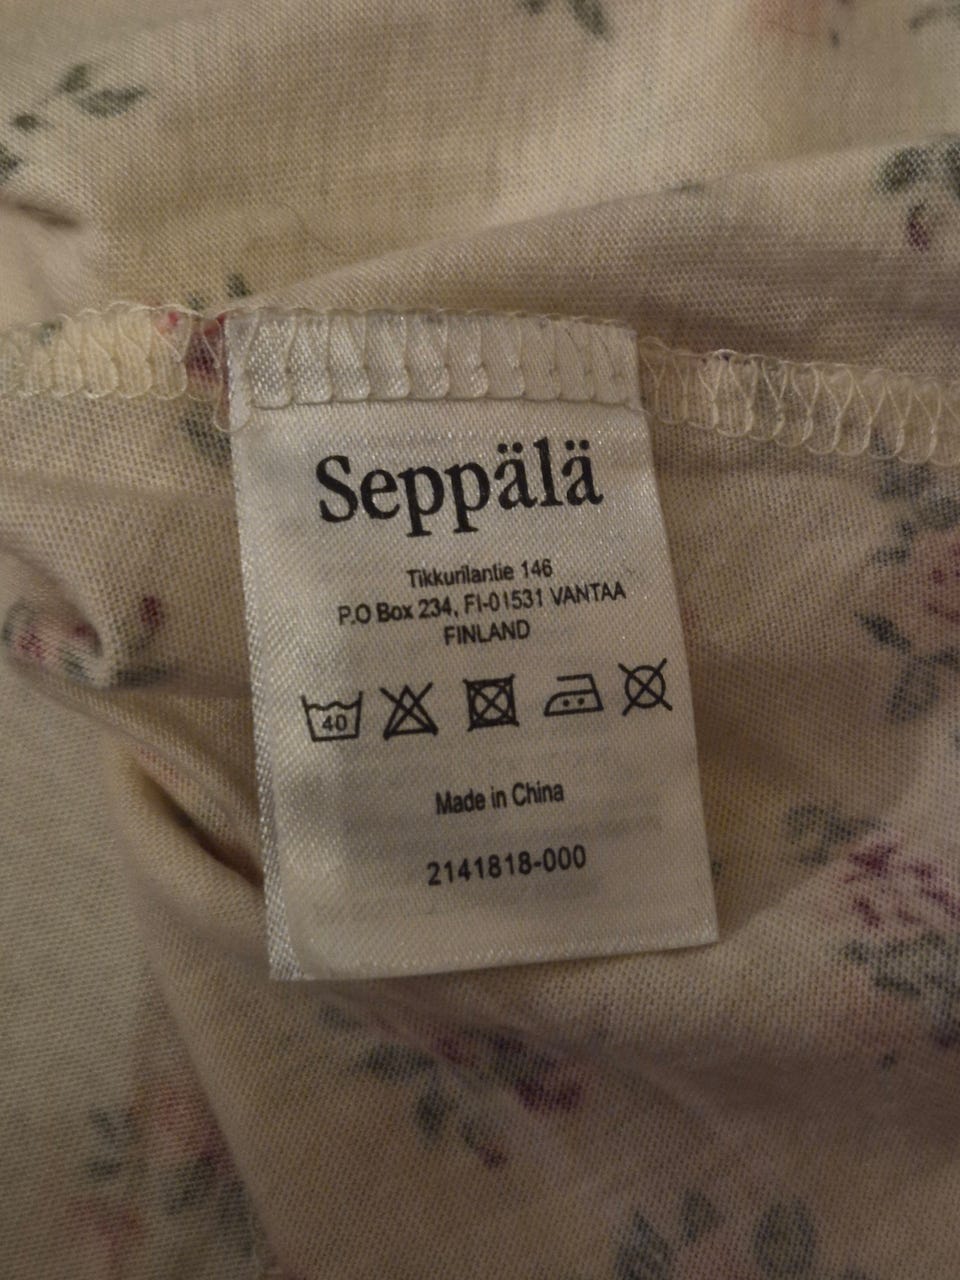 Seppälä
Tikkurilantie 146
P.O Box 234, FI-01531 VANTAA
FINLAND
40
Made in China
2141818-000